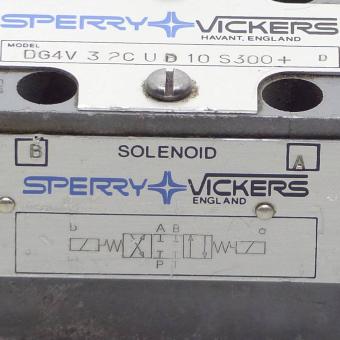 SPERRY VICKERS
HAVANT, ENGLAND
MODEL
DG4V 3 2C U D 10 S300 + D
B SOLENOID A
SPERRY VICKERS
ENGLAND
b A B a
P T